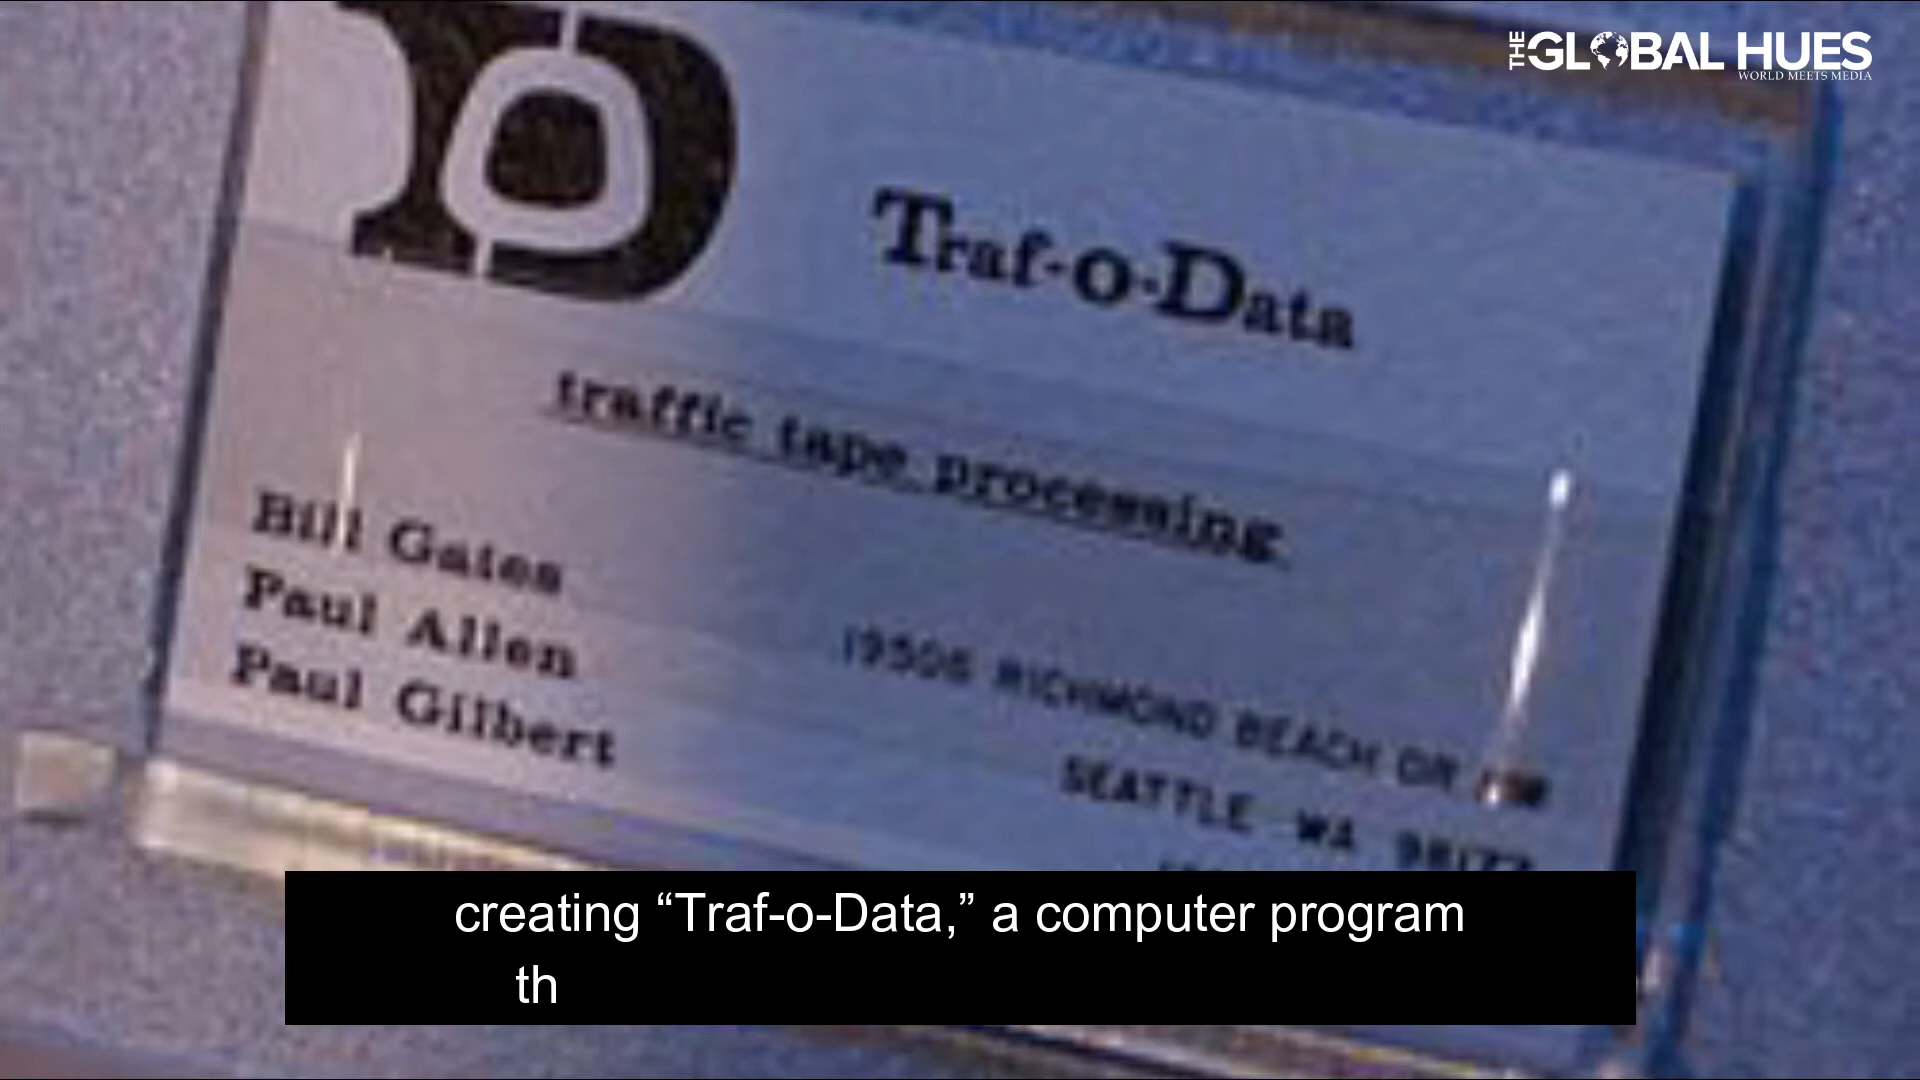 THE GLOBAL HUES
WORLD MEETS MEDIA
Traf-o-Data
traffic tape processing
Bill Gates
Paul Allen
Paul Gilbert
RICHMOND BEACH DR
SEATTLE WA 98177
creating “Traf-o-Data,” a computer program
th